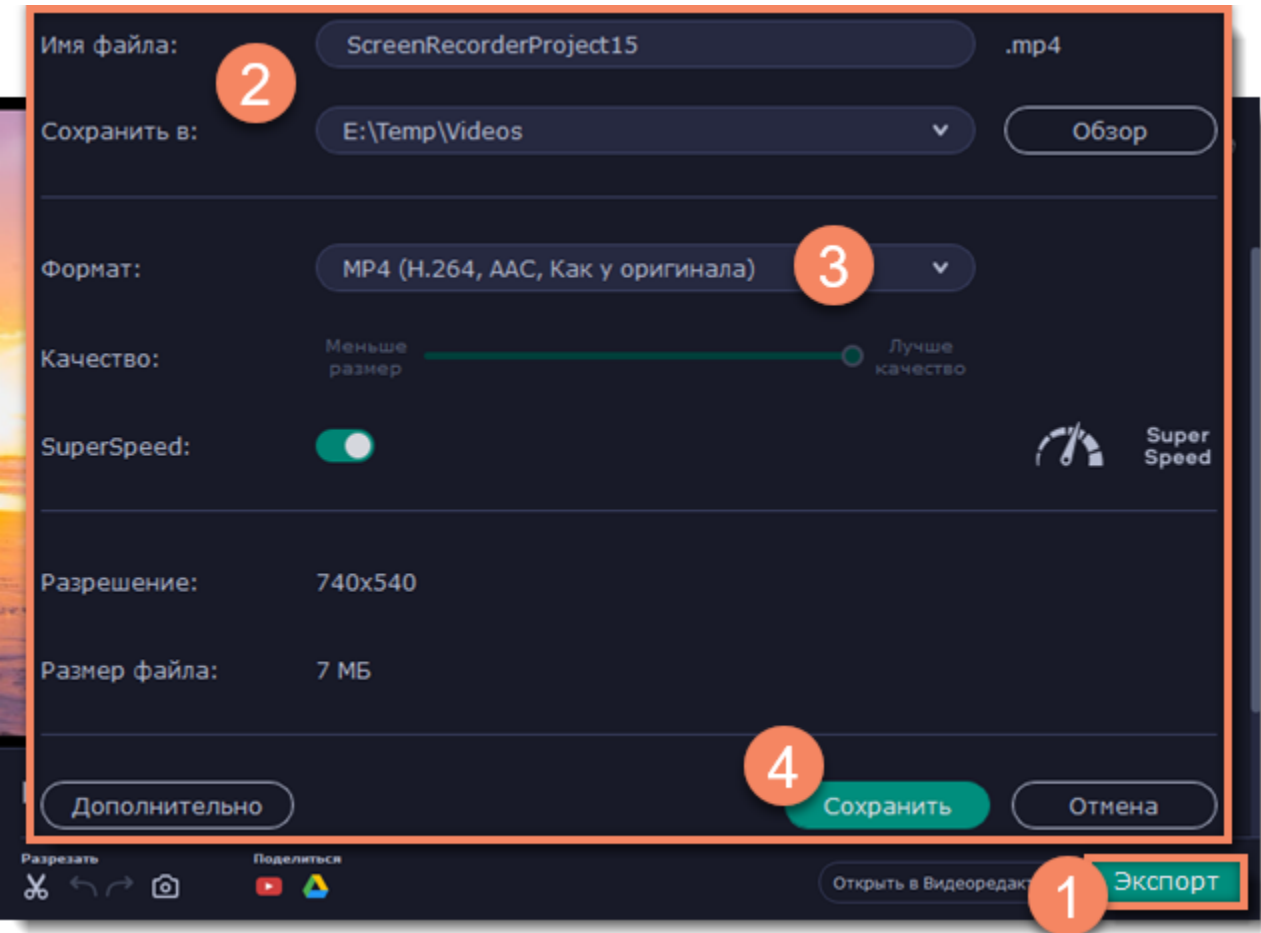 Имя файла:
ScreenRecorderProject15
.mp4
2
Сохранить в:
E:\Temp\Videos
Обзор
Формат:
MP4 (H.264, AAC, Как у оригинала)
3
Качество:
Меньше
размер
Лучше
качество
SuperSpeed:
Super
Speed
Разрешение:
740x540
Размер файла:
7 МБ
4
Дополнительно
Сохранить
Отмена
Разрезать
Поделиться
Открыть в
1
Экспорт